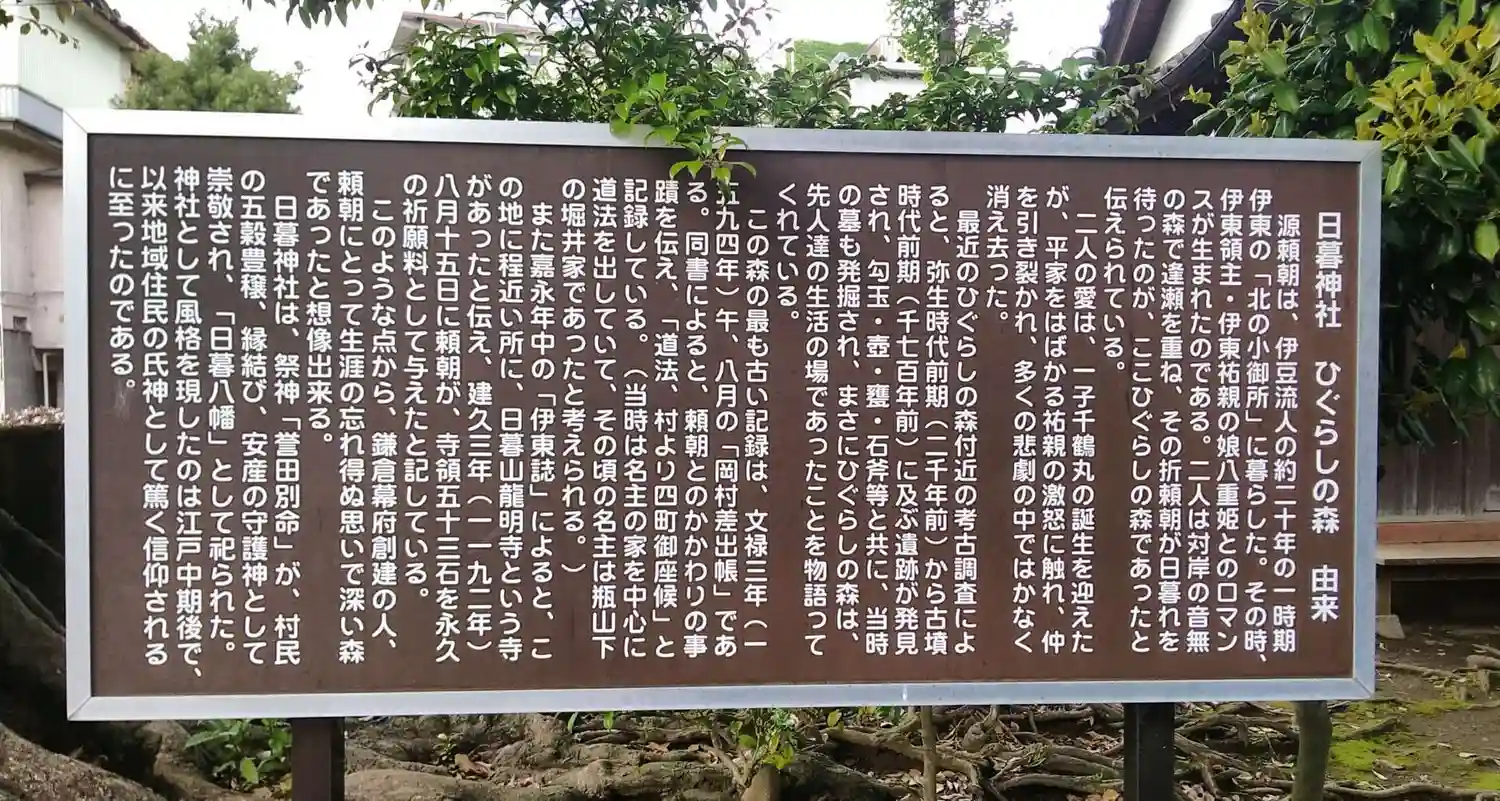 日暮神社　ひぐらしの森　由来
源頼朝は、伊豆流人の約二十年の一時期
伊東の「北の小御所」に暮らした。その時、
伊東領主・伊東祐親の娘八重姫とのロマン
スが生まれたのである。二人は対岸の音無
の森で逢瀬を重ね、その折頼朝が日暮れを
待ったのが、ここひぐらしの森であったと
伝えられている。
二人の愛は、一子千鶴丸の誕生を迎えた
が、平家をはばかる祐親の激怒に触れ、仲
を引き裂かれ、多くの悲劇の中ではかなく
消え去った。
最近のひぐらしの森付近の考古調査によ
ると、弥生時代前期（二千年前）から古墳
時代前期（千七百年前）に及ぶ遺跡が発見
され、勾玉・壺・甕・石斧等と共に、当時
の墓も発掘され、まさにひぐらしの森は、
先人達の生活の場であったことを物語って
くれている。
この森の最も古い記録は、文禄三年（一
五九四年）午、八月の「岡村差出帳」であ
る。同書によると、頼朝とのかかわりの事
蹟を伝え、「道法、村より四町御座候」と
記録している。（当時は名主の家を中心に
道法を出していて、その頃の名主は瓶山下
の堀井家であったと考えられる。）
また嘉永年中の「伊東誌」によると、こ
の地に程近い所に、日暮山龍明寺という寺
があったと伝え、建久三年（一一九二年）
八月十五日に頼朝が、寺領五十三石を永久
の祈願料として与えたと記している。
このような点から、鎌倉幕府創建の人、
頼朝にとって生涯の忘れ得ぬ思いで深い森
であったと想像出来る。
日暮神社は、祭神「誉田別命」が、村民
の五穀豊穣、縁結び、安産の守護神として
崇敬され、「日暮八幡」として祀られた。
神社として風格を現したのは江戸中期後で、
以来地域住民の氏神として篤く信仰される
に至ったのである。